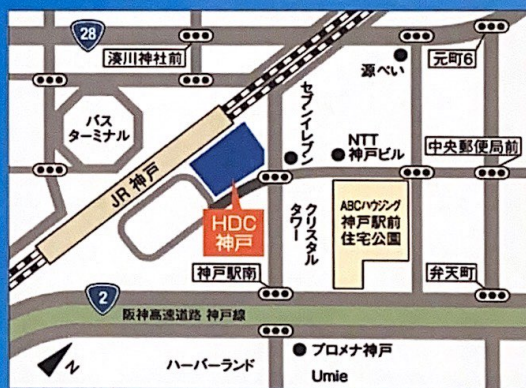 28
湊川神社前
元町6
源ぺい
バス
ターミナル
セブンイレブン
NTT
神戸ビル
中央郵便局前
JR 神戸
HDC
神戸
クリスタル
タワー
ABCハウジング
神戸駅前
住宅公園
神戸駅南
弁天町
2
阪神高速道路 神戸線
N
ハーバーランド
プロメナ神戸
Umie